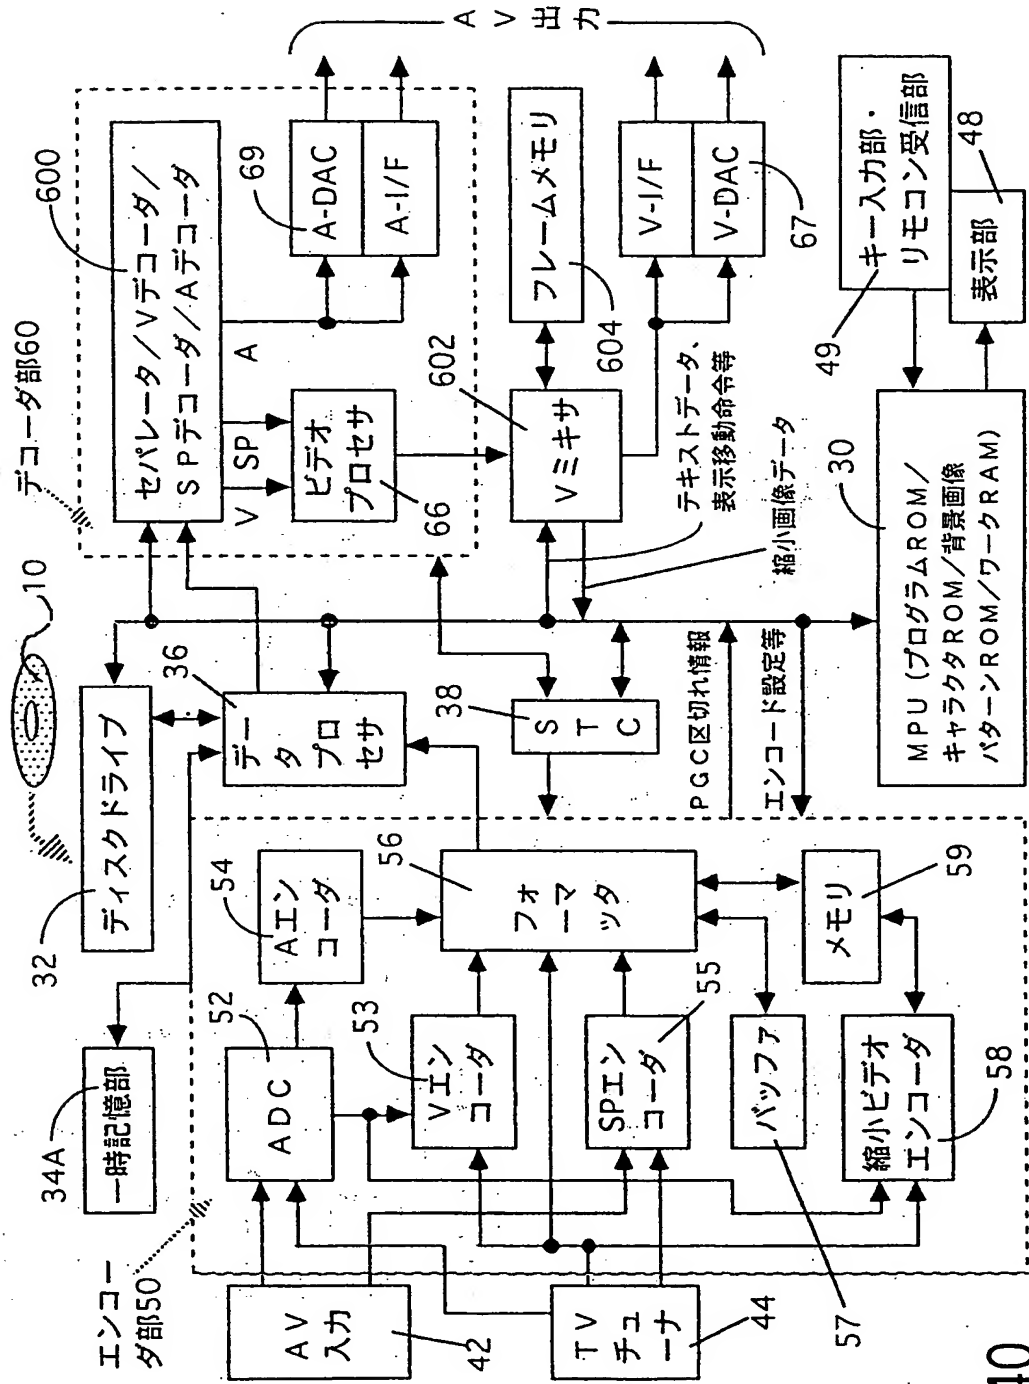 エンコー
ダ部50
34A
一時記憶部
32
ディスクドライブ
10
デコーダ部60
600
セパレータ/Vデコーダ/
SPデコーダ/Aデコーダ
V
SP
A
ビデオ
プロセサ
66
69
A-DAC
A-I/F
AV出力
36
データ
プロ
セサ
52
ADC
54
Aエン
コーダ
AV
入力
42
53
Vエン
コーダ
56
フォ
ーマ
ッタ
38
STC
602
Vミキサ
フレームメモリ
604
テキストデータ、
表示移動命令等
縮小画像データ
V-I/F
V-DAC
67
TV
チュ
ーナ
44
SPエン
コーダ
55
PGC区切れ情報
エンコード設定等
バッファ
57
メモリ
59
縮小ビデオ
エンコーダ
58
30
MPU(プログラムROM/
キャラクタROM/背景画像
パターンROM/ワークRAM)
49
キー入力部・
リモコン受信部
表示部
48